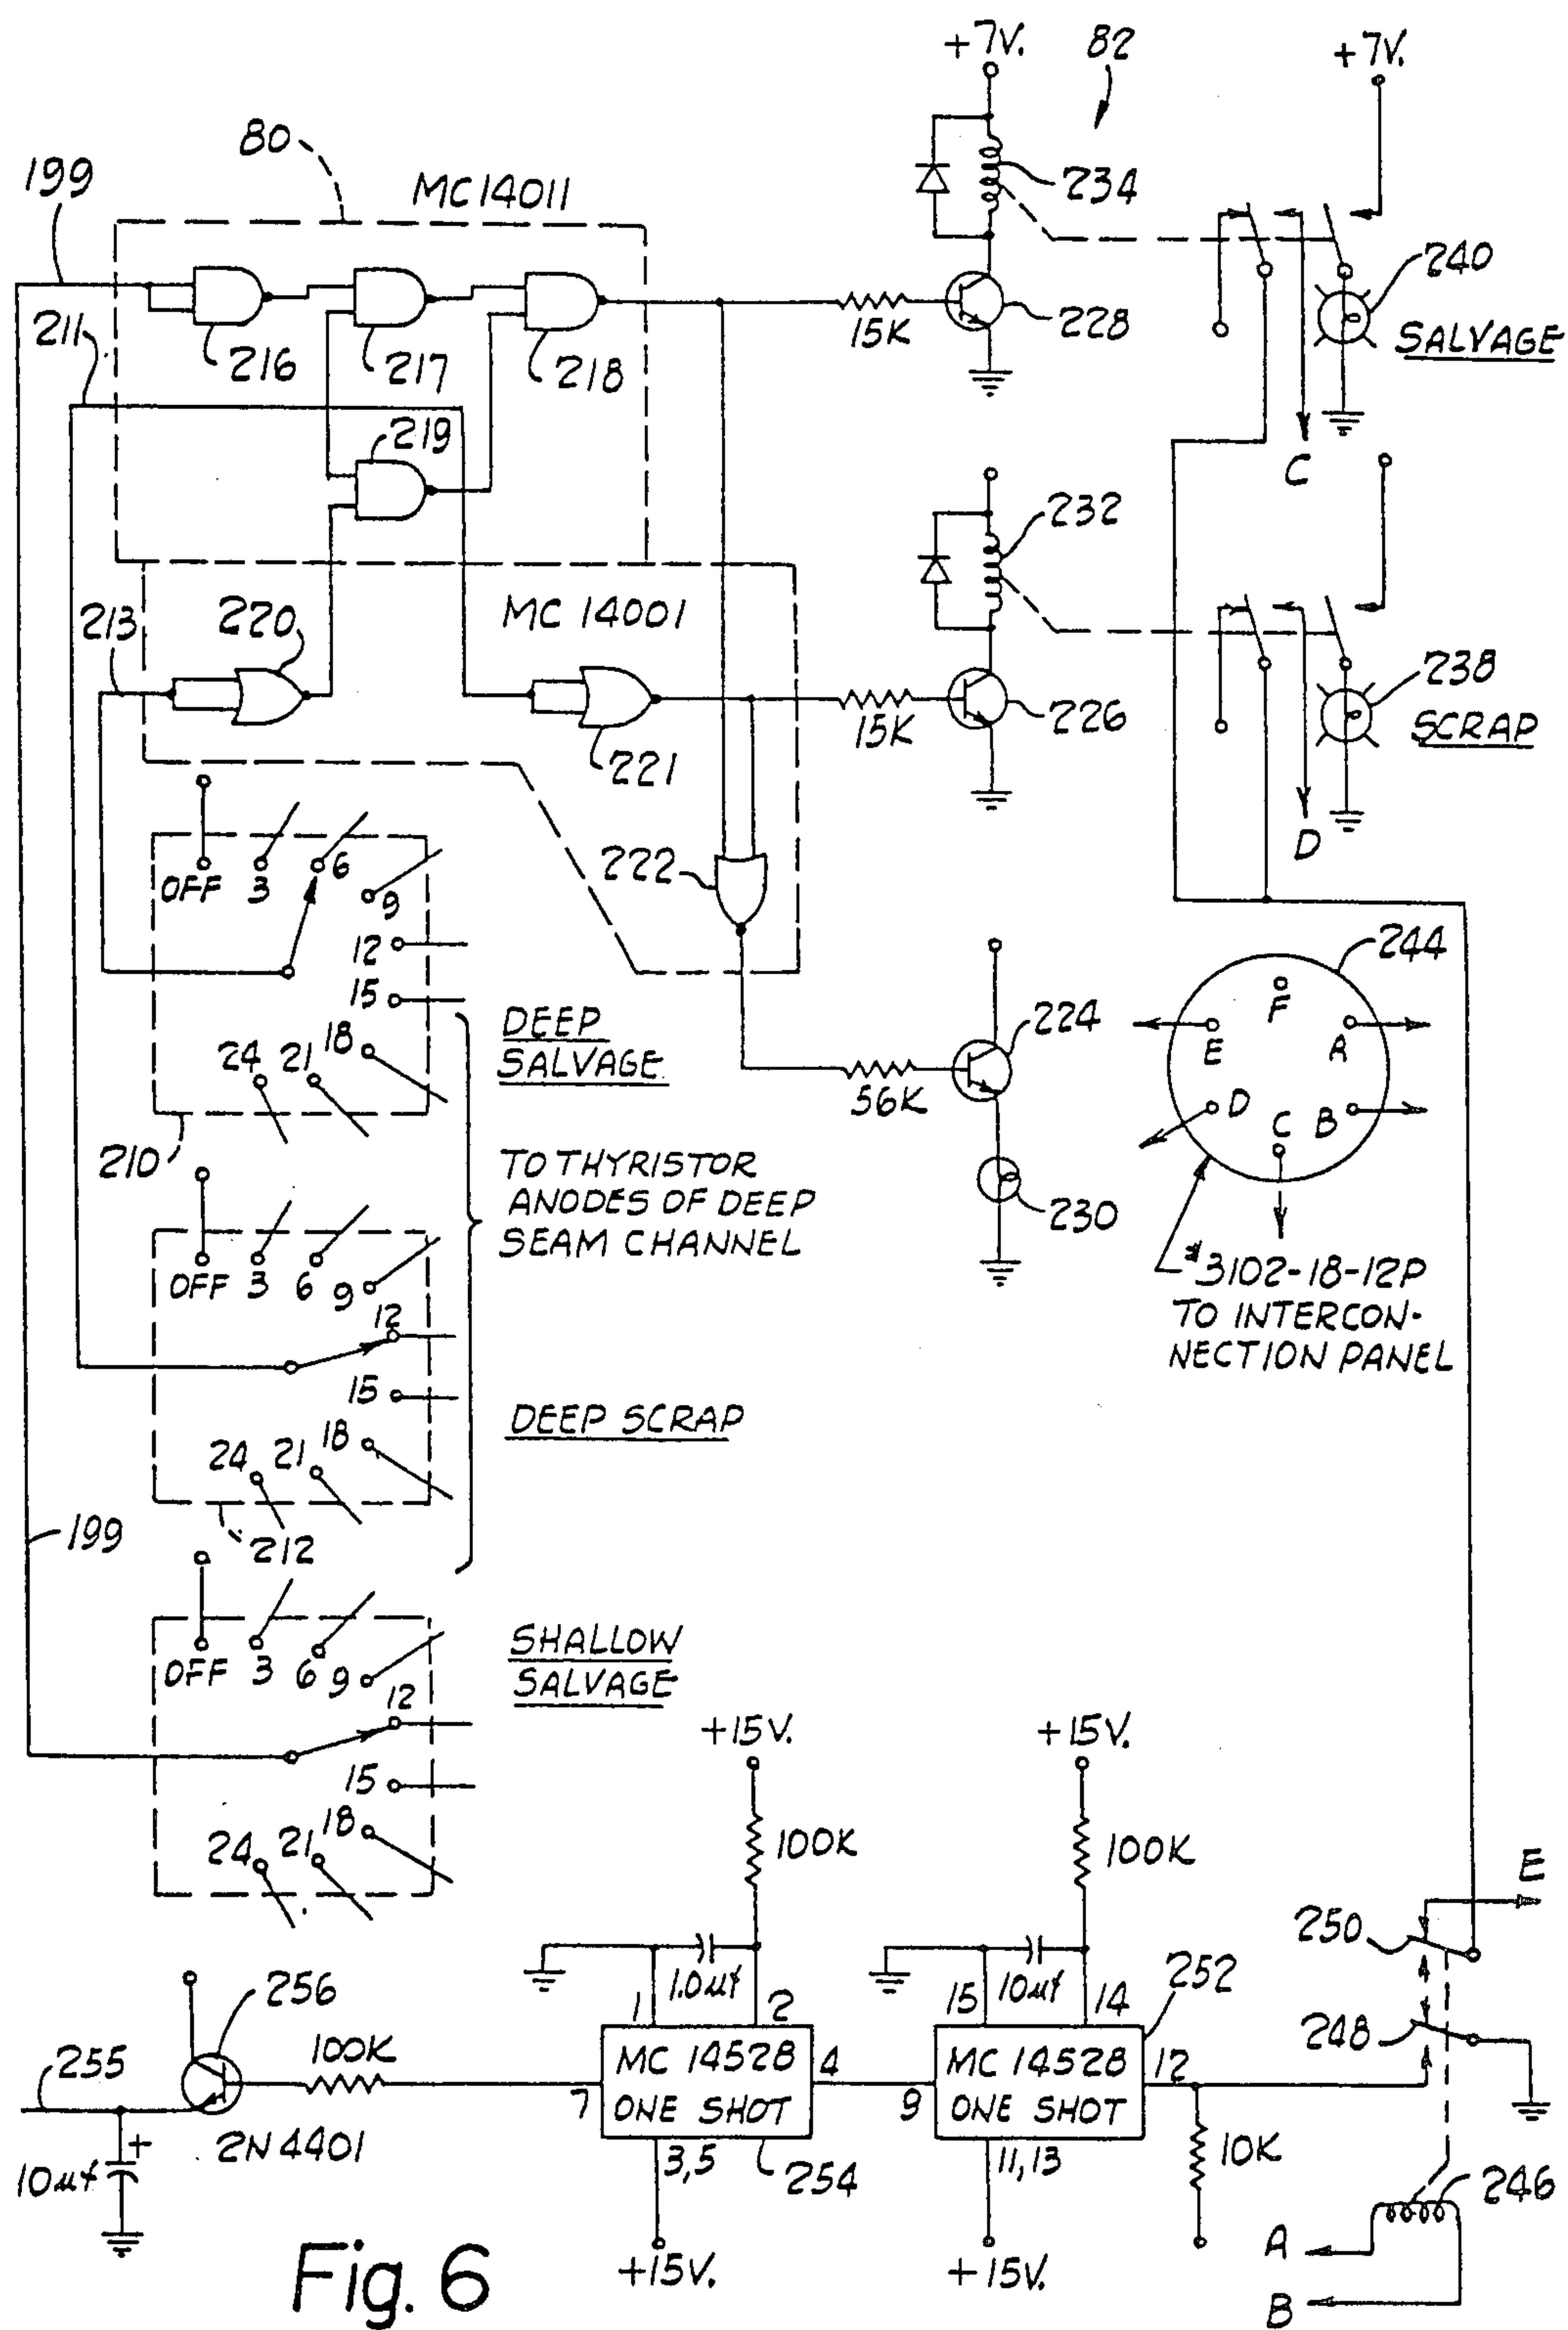 +7V.
82
+7V.
80
199
MC14011
234
240
SALVAGE
211
216
217
218
15K
228
C
219
232
213
220
MC 14001
238
SCRAP
221
15K
226
D
222
OFF 3 6 9 12 15 18 21 24
210
DEEP
SALVAGE
224
56K
230
244
F
E
A
D
C
B
#3102-18-12P
TO INTERCON-
NECTION PANEL
TO THYRISTOR
ANODES OF DEEP
SEAM CHANNEL
OFF 3 6 9 12 15 18 21 24
212
DEEP SCRAP
199
SHALLOW
SALVAGE
OFF 3 6 9 12 15 18 21 24
+15V.
+15V.
100K
100K
E
250
1.0µf
10µf
252
1
2
15
14
248
256
255
100K
MC 14528
ONE SHOT
7
4
MC 14528
ONE SHOT
9
12
2N4401
10µf
+
3,5
254
11,13
10K
246
+15V.
+15V.
A
B
Fig. 6